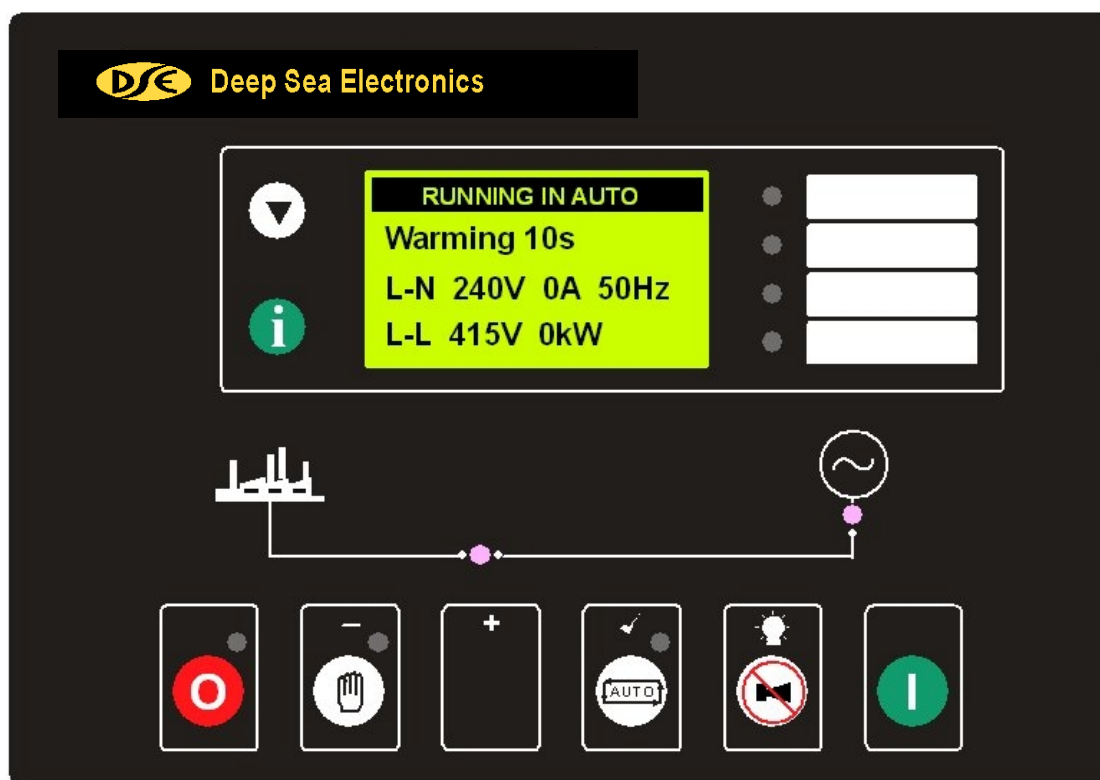 DSE Deep Sea Electronics
RUNNING IN AUTO
Warming 10s
L-N 240V 0A 50Hz
L-L 415V 0kW
i
− +
O AUTO I